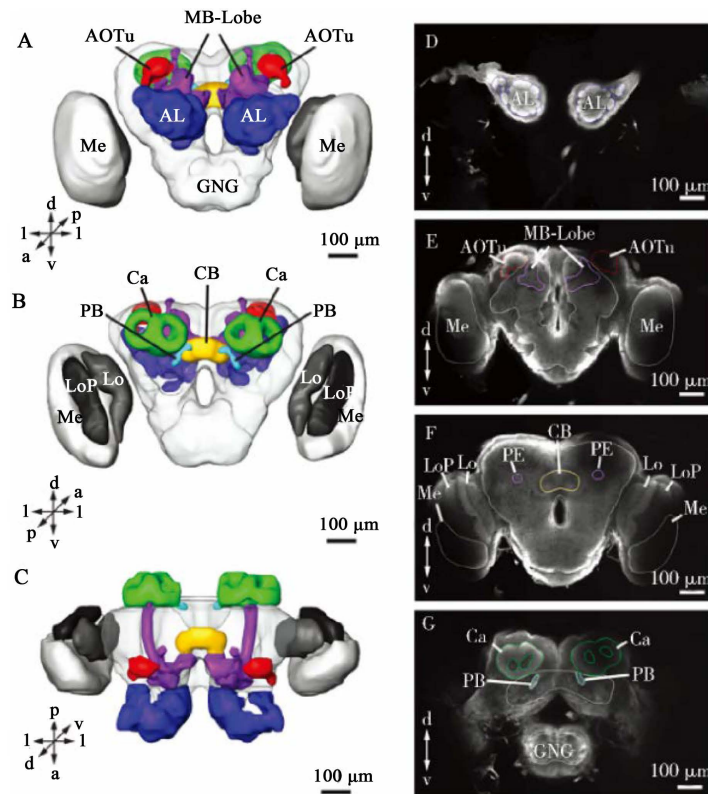 A
MB-Lobe
AOTu
AOTu
AL
AL
Me
Me
GNG
d
p
l
l
a
v
100 μm
B
Ca
CB
Ca
PB
PB
LoP
Lo
Lo
LoP
Me
Me
d
a
l
l
p
v
100 μm
C
p
v
l
l
d
a
100 μm
D
AL
AL
d
v
100 μm
E
MB-Lobe
AOTu
AOTu
Me
Me
d
v
100 μm
F
CB
PE
PE
LoP
Lo
Lo
LoP
Me
Me
d
v
100 μm
G
Ca
Ca
PB
PB
GNG
d
v
100 μm